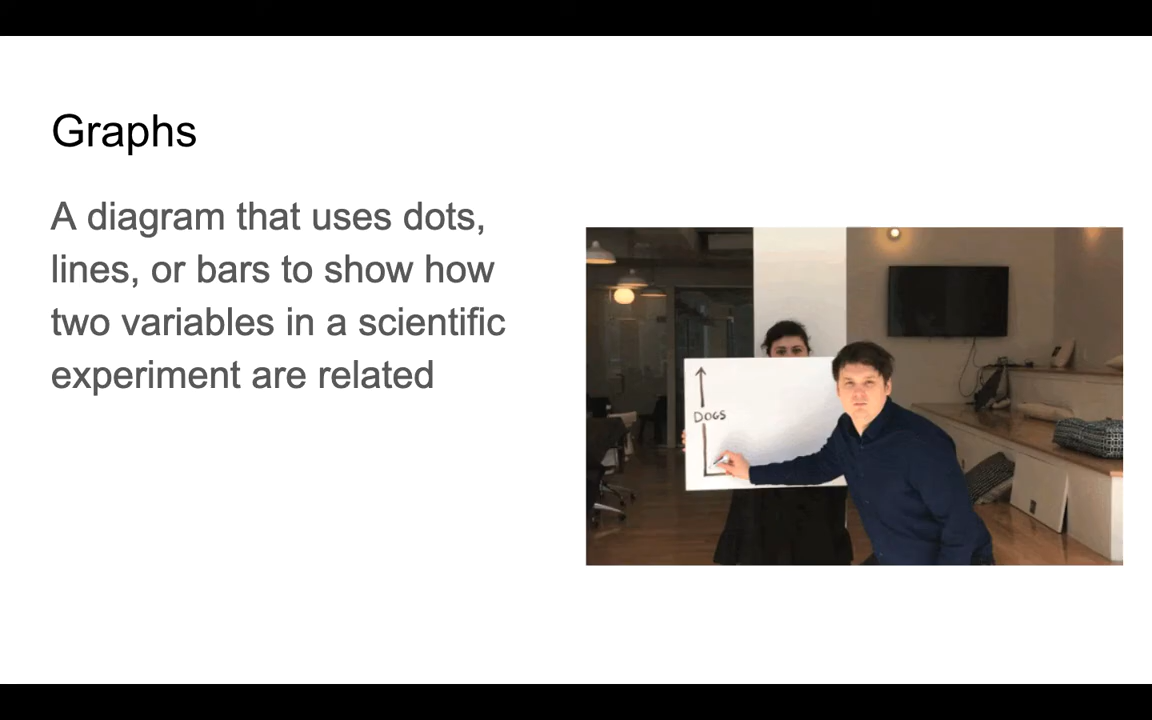 Graphs
A diagram that uses dots,
lines, or bars to show how
two variables in a scientific
experiment are related
DOGS